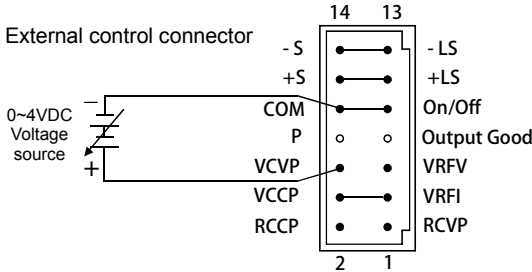 14 13
External control connector
- S - LS
+S +LS
COM On/Off
0~4VDC
Voltage
source
P Output Good
VCVP VRFV
VCCP VRFI
RCCP RCVP
− +
2 1